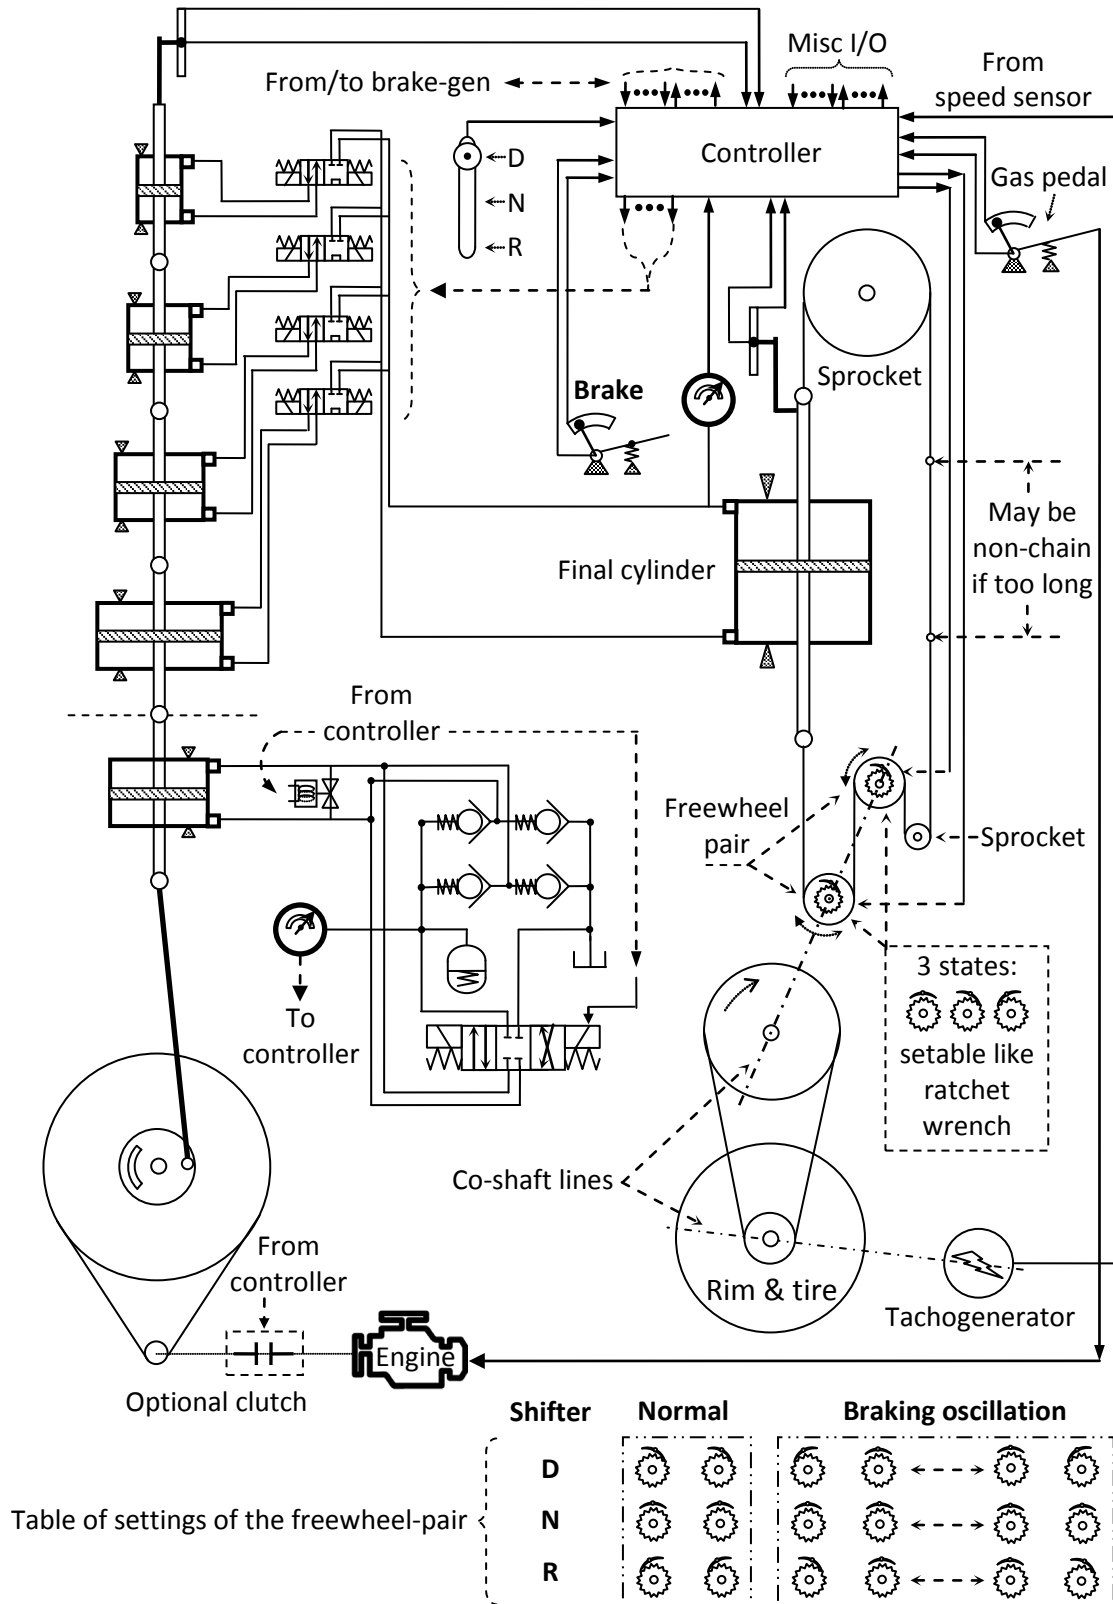 Misc I/O
From/to brake-gen
From
speed sensor
Controller
D
N
R
Gas pedal
Sprocket
Brake
May be
non-chain
if too long
Final cylinder
From
controller
Freewheel
pair
Sprocket
To
controller
3 states:
setable like
ratchet
wrench
Co-shaft lines
From
controller
Rim & tire
Tachogenerator
Engine
Optional clutch
Shifter
Normal
Braking oscillation
D
Table of settings of the freewheel-pair
N
R